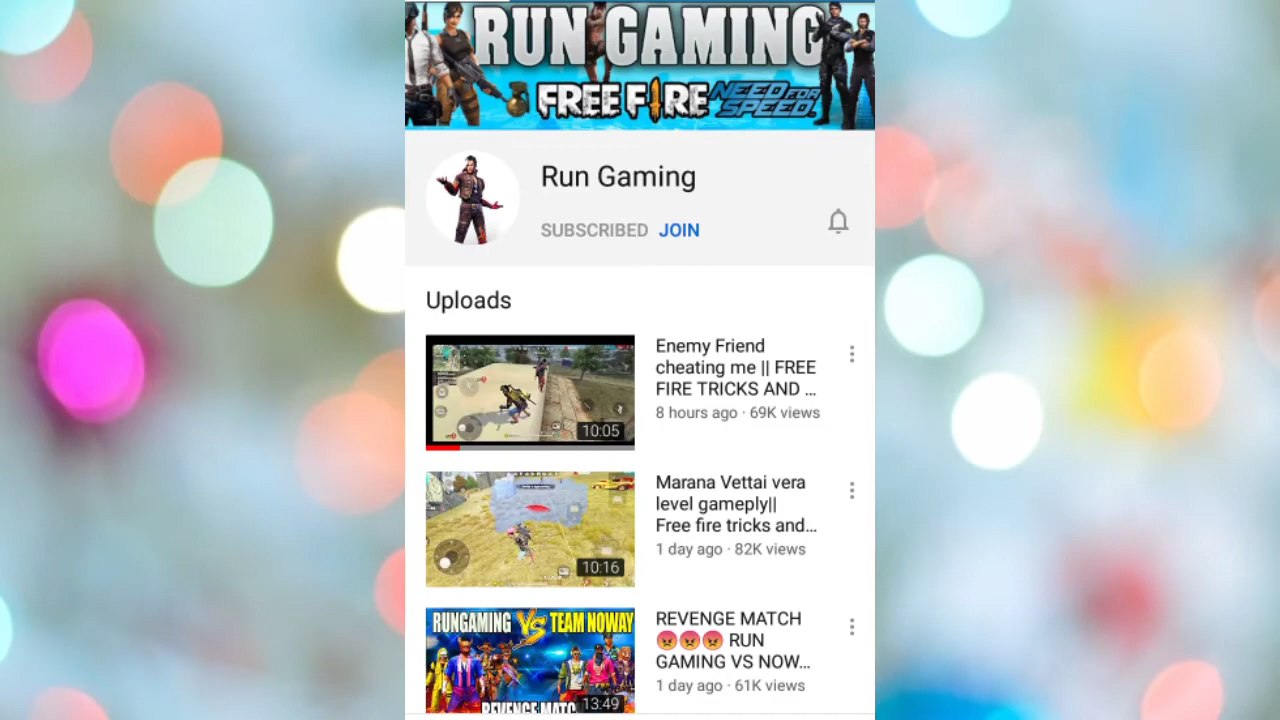 RUN GAMING
FREE FIRE NEED FOR SPEED
Run Gaming
SUBSCRIBED JOIN
Uploads
Enemy Friend
cheating me || FREE
FIRE TRICKS AND ...
8 hours ago · 69K views
10:05
Marana Vettai vera
level gameply||
Free fire tricks and...
1 day ago · 82K views
10:16
RUNGAMING VS TEAM NOWAY
REVENGE MATC
13:49
REVENGE MATCH
😡😡😡 RUN
GAMING VS NOW...
1 day ago · 61K views